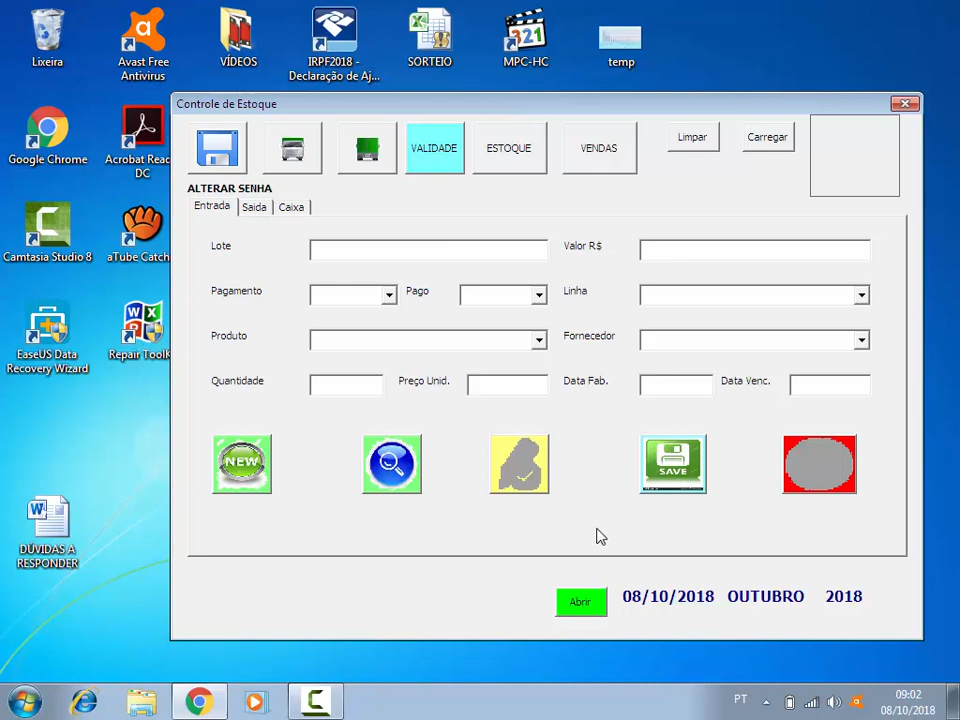 Lixeira
Avast Free
Antivirus
VÍDEOS
IRPF2018 -
Declaração de Aj...
SORTEIO
321
MPC-HC
temp
Google Chrome
Acrobat Read
DC
Camtasia Studio 8
aTube Catch
EaseUS Data
Recovery Wizard
Repair ToolK
DÚVIDAS A
RESPONDER
Controle de Estoque
VALIDADE
ESTOQUE
VENDAS
Limpar
Carregar
ALTERAR SENHA
Entrada
Saida
Caixa
Lote
Valor R$
Pagamento
Pago
Linha
Produto
Fornecedor
Quantidade
Preço Unid.
Data Fab.
Data Venc.
NEW
SAVE
Abrir
08/10/2018 OUTUBRO 2018
PT
09:02
08/10/2018